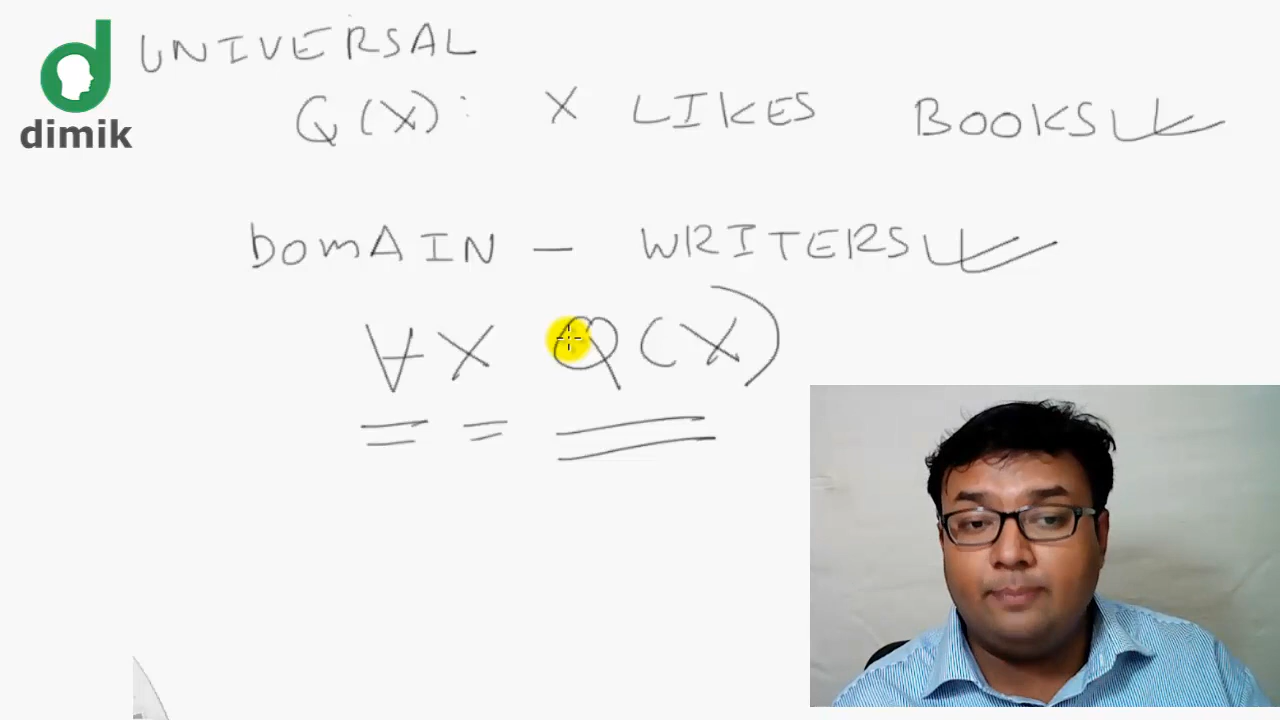 UNIVERSAL
dimik
Q(X): X LIKES BOOKS
DOMAIN - WRITERS
∀X Q(X)